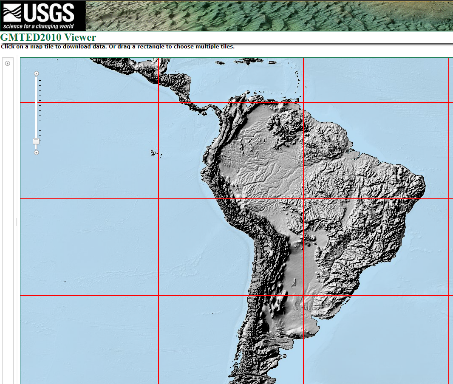 USGS
science for a changing world
GMTED2010 Viewer
Click on a map tile to download data. Or drag a rectangle to choose multiple tiles.